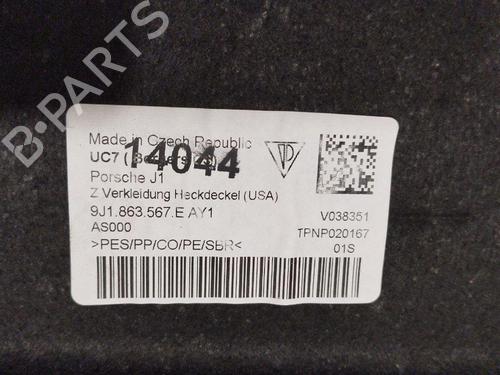 B-PARTS
Made in Czech Republic
UC7
14044
Porsche J1
Z Verkleidung Heckdeckel (USA)
9J1.863.567.E AY1
AS000
>PES/PP/CO/PE/SBR<
V038351
TPNP020167
01S